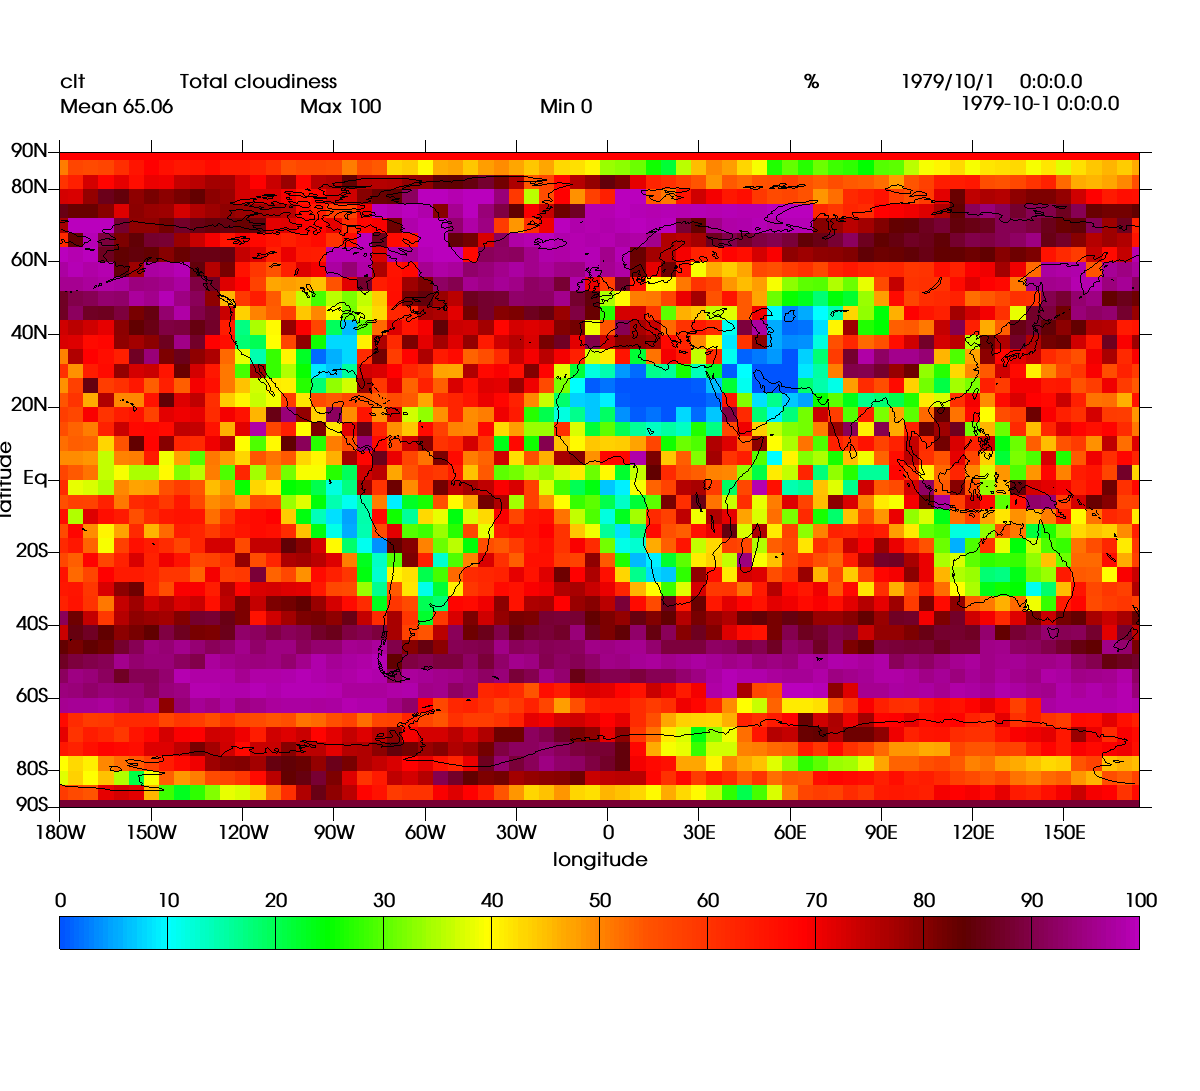 clt Total cloudiness % 1979/10/1 0:0:0.0
Mean 65.06 Max 100 Min 0 1979-10-1 0:0:0.0
90N
80N
60N
40N
20N
Eq
20S
40S
60S
80S
90S
latitude
180W 150W 120W 90W 60W 30W 0 30E 60E 90E 120E 150E
longitude
0 10 20 30 40 50 60 70 80 90 100